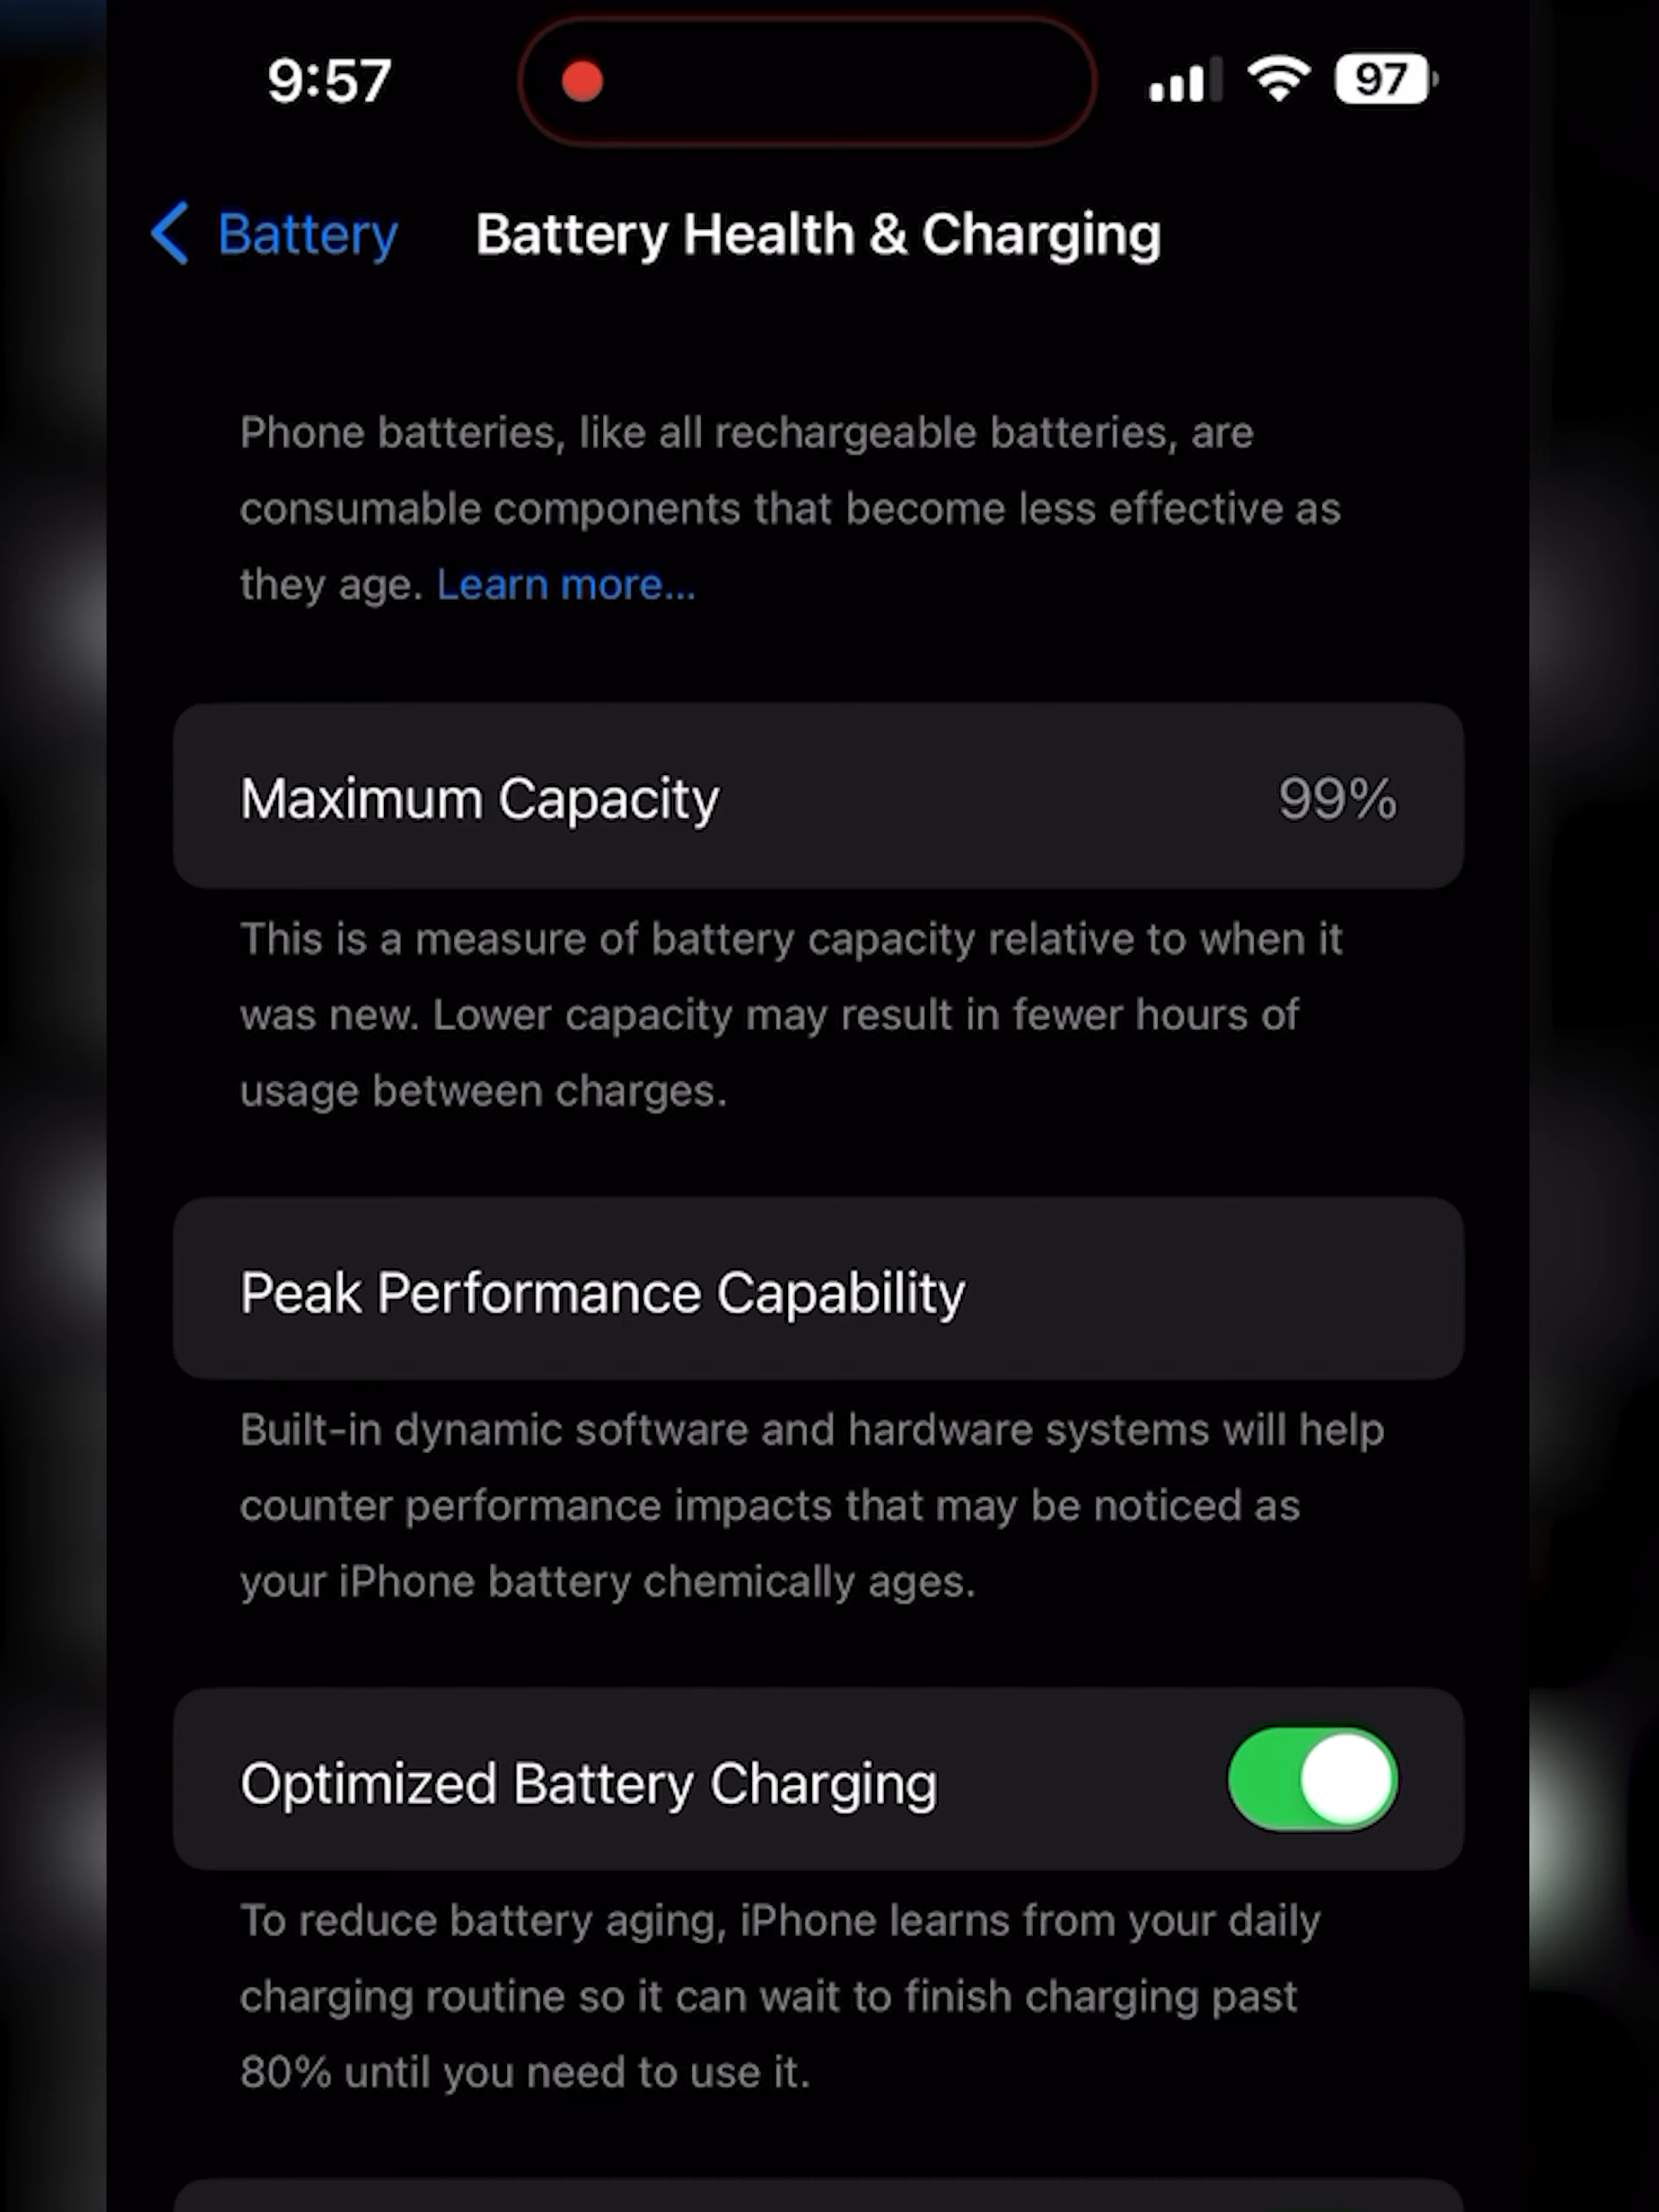 9:57
97
Battery
Battery Health & Charging
Phone batteries, like all rechargeable batteries, are
consumable components that become less effective as
they age. Learn more...
Maximum Capacity
99%
This is a measure of battery capacity relative to when it
was new. Lower capacity may result in fewer hours of
usage between charges.
Peak Performance Capability
Built-in dynamic software and hardware systems will help
counter performance impacts that may be noticed as
your iPhone battery chemically ages.
Optimized Battery Charging
To reduce battery aging, iPhone learns from your daily
charging routine so it can wait to finish charging past
80% until you need to use it.